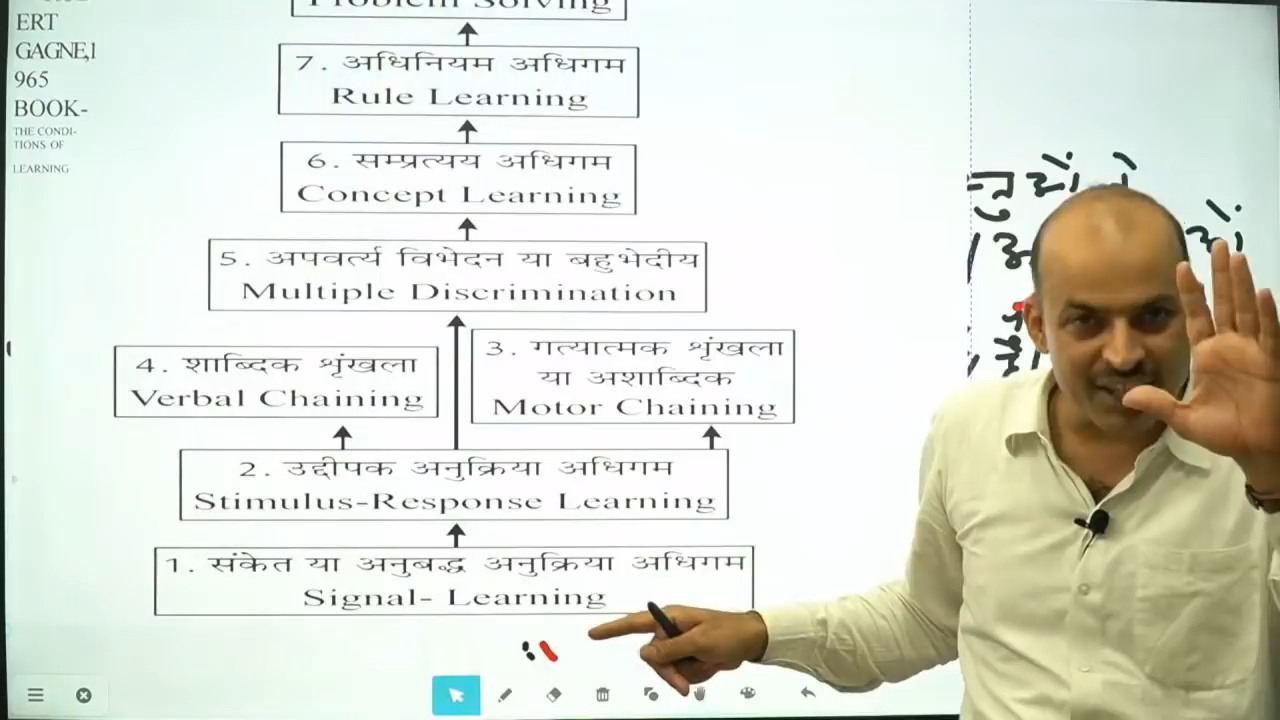 ERT
GAGNE,1
965
BOOK-
THE CONDI-
TIONS OF
LEARNING
Problem Solving
7. अधिनियम अधिगम
Rule Learning
6. सम्प्रत्यय अधिगम
Concept Learning
5. अपवर्त्य विभेदन या बहुभेदीय
Multiple Discrimination
4. शाब्दिक श्रृंखला
Verbal Chaining
3. गत्यात्मक श्रृंखला
या अशाब्दिक
Motor Chaining
2. उद्दीपक अनुक्रिया अधिगम
Stimulus-Response Learning
1. संकेत या अनुबद्ध अनुक्रिया अधिगम
Signal- Learning